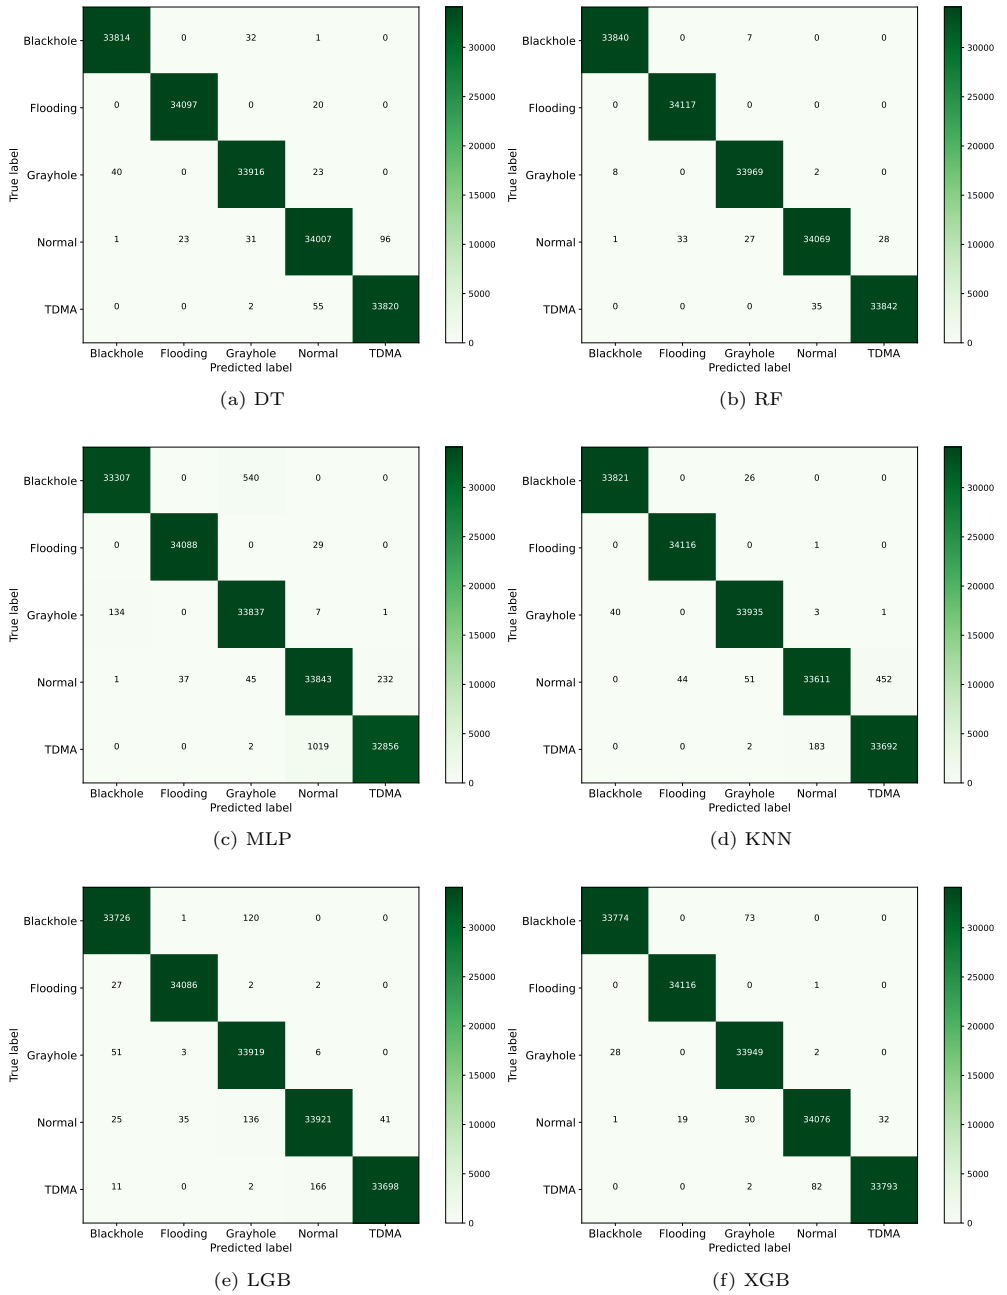 Blackhole 33814 0 32 1 0 30000
Flooding 0 34097 0 20 0 25000
20000
Grayhole 40 0 33916 23 0 15000
True label
Normal 1 23 31 34007 96 10000
5000
TDMA 0 0 2 55 33820 0
Blackhole Flooding Grayhole Normal TDMA
Predicted label
(a) DT
Blackhole 33840 0 7 0 0 30000
Flooding 0 34117 0 0 0 25000
20000
Grayhole 8 0 33969 2 0 15000
True label
Normal 1 33 27 34069 28 10000
5000
TDMA 0 0 0 35 33842 0
Blackhole Flooding Grayhole Normal TDMA
Predicted label
(b) RF
Blackhole 33307 0 540 0 0 30000
Flooding 0 34088 0 29 0 25000
20000
Grayhole 134 0 33837 7 1 15000
True label
Normal 1 37 45 33843 232 10000
5000
TDMA 0 0 2 1019 32856 0
Blackhole Flooding Grayhole Normal TDMA
Predicted label
(c) MLP
Blackhole 33821 0 26 0 0 30000
Flooding 0 34116 0 1 0 25000
20000
Grayhole 40 0 33935 3 1 15000
True label
Normal 0 44 51 33611 452 10000
5000
TDMA 0 0 2 183 33692 0
Blackhole Flooding Grayhole Normal TDMA
Predicted label
(d) KNN
Blackhole 33726 1 120 0 0 30000
Flooding 27 34086 2 2 0 25000
20000
Grayhole 51 3 33919 6 0 15000
True label
Normal 25 35 136 33921 41 10000
5000
TDMA 11 0 2 166 33698 0
Blackhole Flooding Grayhole Normal TDMA
Predicted label
(e) LGB
Blackhole 33774 0 73 0 0 30000
Flooding 0 34116 0 1 0 25000
20000
Grayhole 28 0 33949 2 0 15000
True label
Normal 1 19 30 34076 32 10000
5000
TDMA 0 0 2 82 33793 0
Blackhole Flooding Grayhole Normal TDMA
Predicted label
(f) XGB